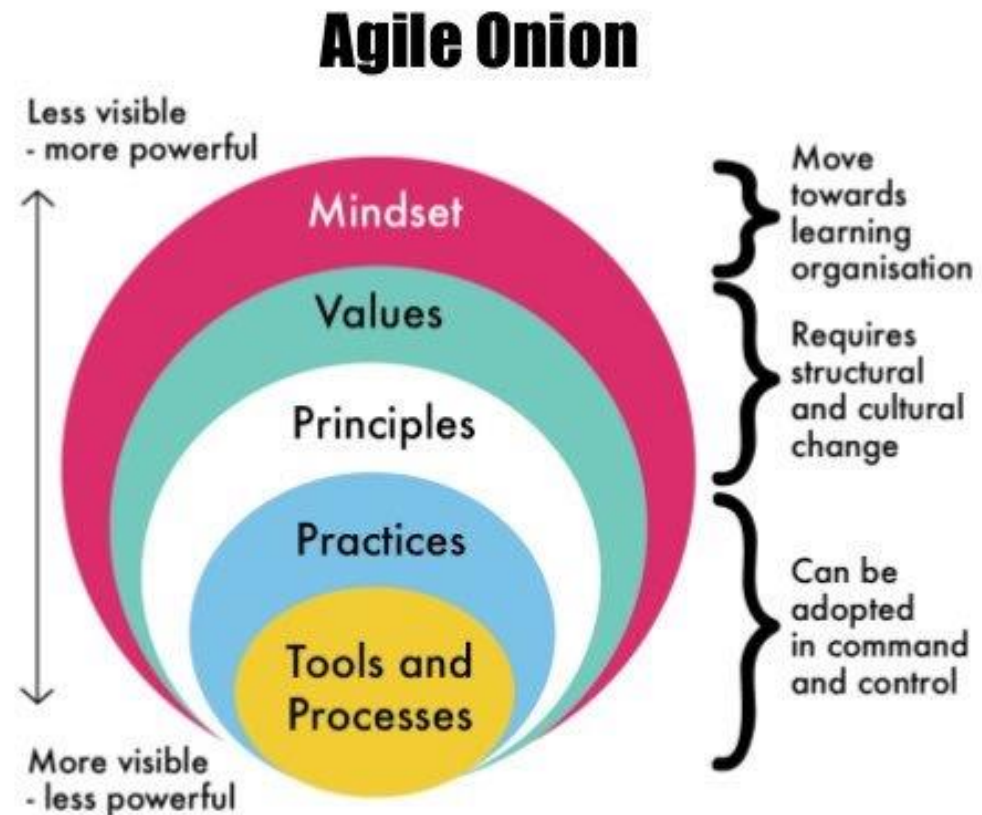 Agile Onion
Less visible
- more powerful
Mindset
Values
Principles
Practices
Tools and
Processes
More visible
- less powerful
Move
towards
learning
organisation
Requires
structural
and cultural
change
Can be
adopted
in command
and control